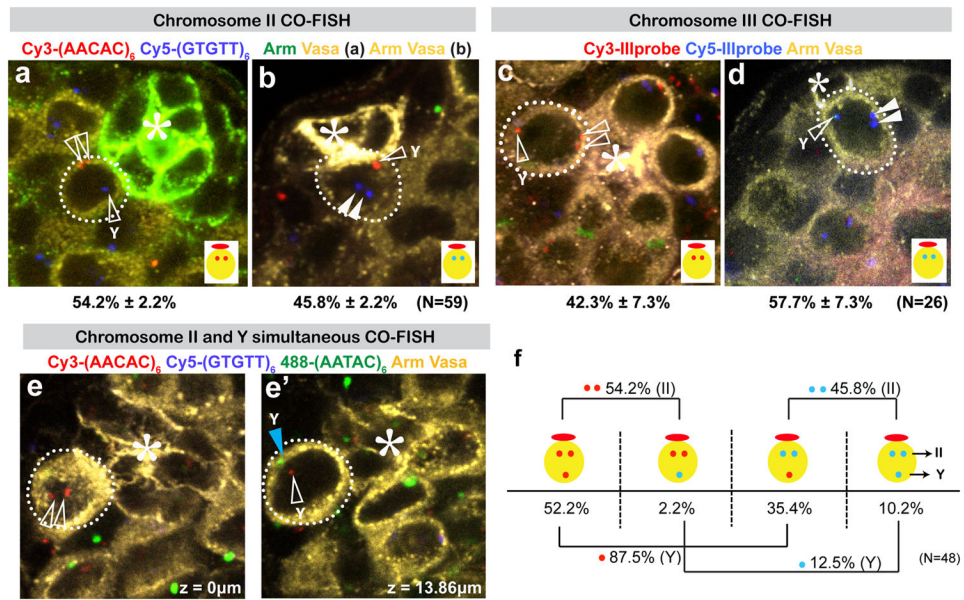 Chromosome II CO-FISH
Cy3-(AACAC)6 Cy5-(GTGTT)6 Arm Vasa (a) Arm Vasa (b)
a
Y
b
Y
54.2% ± 2.2%
45.8% ± 2.2% (N=59)
Chromosome III CO-FISH
Cy3-IIIprobe Cy5-IIIprobe Arm Vasa
c
Y
d
Y
42.3% ± 7.3%
57.7% ± 7.3% (N=26)
Chromosome II and Y simultaneous CO-FISH
Cy3-(AACAC)6 Cy5-(GTGTT)6 488-(AATAC)6 Arm Vasa
e
z = 0µm
e'
Y
Y
z = 13.86µm
f
54.2% (II) 45.8% (II)
II
Y
52.2% 2.2% 35.4% 10.2%
87.5% (Y) 12.5% (Y) (N=48)